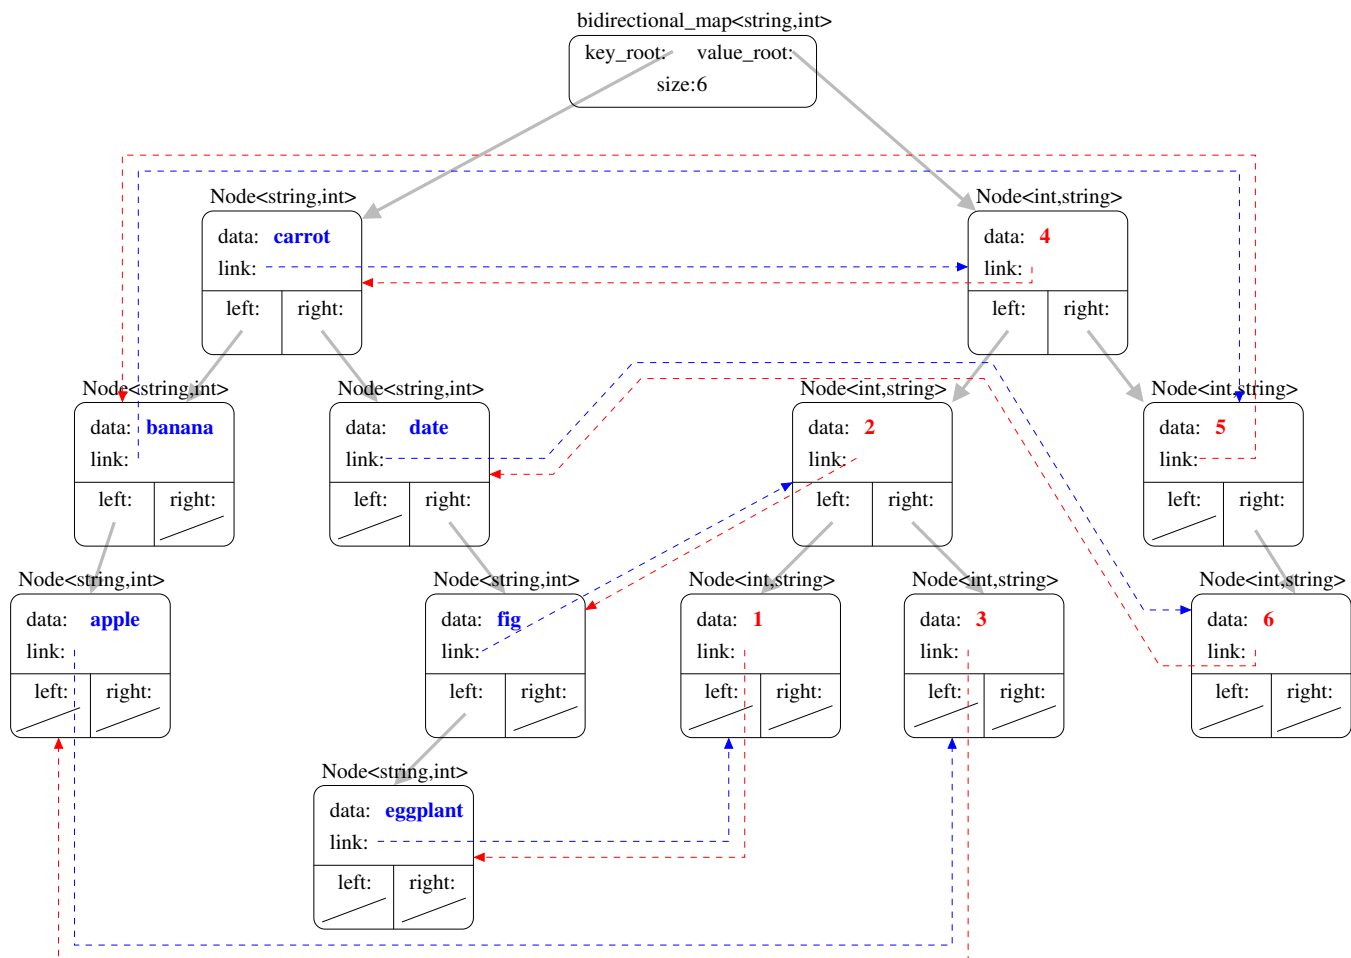 bidirectional_map<string,int>
key_root: value_root:
size:6
Node<string,int>
data: carrot
link:
left: right:
Node<int,string>
data: 4
link:
left: right:
Node<string,int>
data: banana
link:
left: right:
Node<string,int>
data: date
link:
left: right:
Node<int,string>
data: 2
link:
left: right:
Node<int,string>
data: 5
link:
left: right:
Node<string,int>
data: apple
link:
left: right:
Node<string,int>
data: fig
link:
left: right:
Node<int,string>
data: 1
link:
left: right:
Node<int,string>
data: 3
link:
left: right:
Node<int,string>
data: 6
link:
left: right:
Node<string,int>
data: eggplant
link:
left: right: